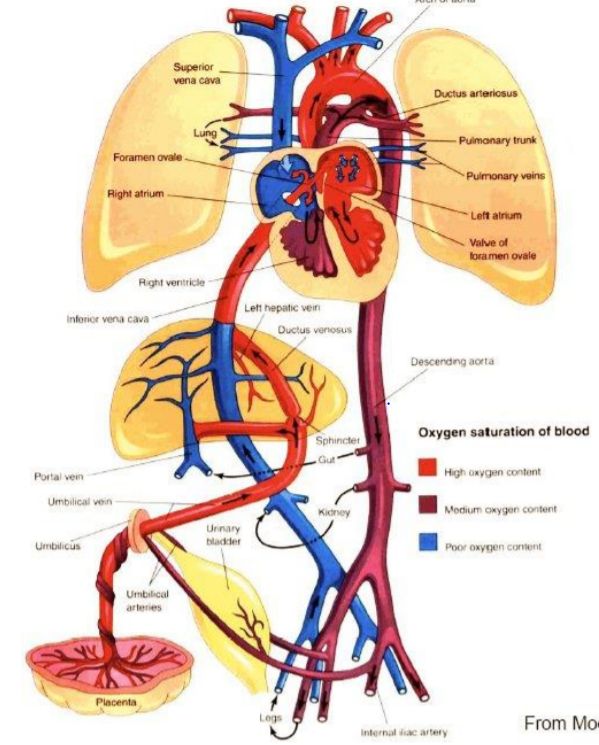 Arch of aorta
Superior
vena cava
Ductus arteriosus
Lung
Pulmonary trunk
Foramen ovale
Pulmonary veins
Right atrium
Left atrium
Valve of
foramen ovale
Right ventricle
Left hepatic vein
Inferior vena cava
Ductus venosus
Descending aorta
Oxygen saturation of blood
Sphincter
Gut
High oxygen content
Portal vein
Umbilical vein
Medium oxygen content
Kidney
Urinary
bladder
Umbilicus
Poor oxygen content
Umbilical
arteries
Placenta
Legs
Internal iliac artery
From